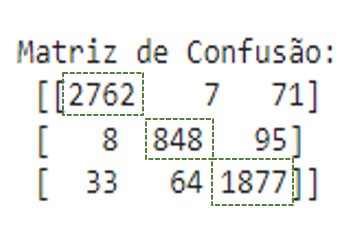 Matriz de Confusão:
[[2762 7 71]
[ 8 848 95]
[ 33 64 1877]]